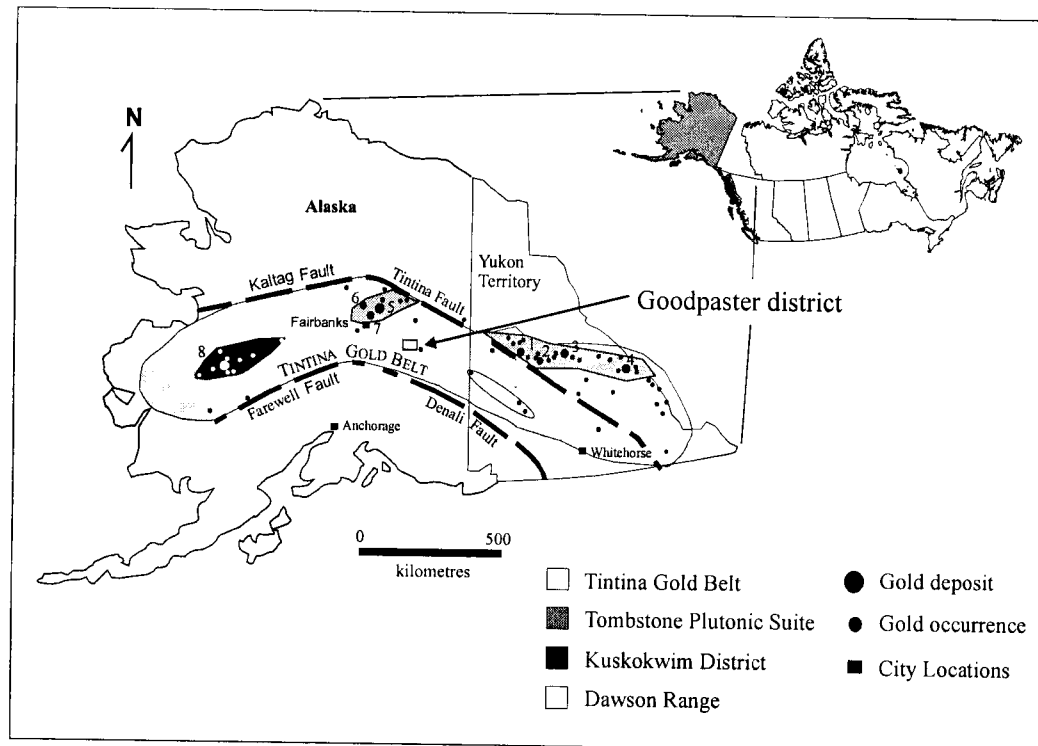 N
Alaska
Kaltag Fault
Tintina Fault
Yukon
Territory
Goodpaster district
6
5
Fairbanks
7
8
1
2
3
4
TINTINA GOLD BELT
Farewell Fault
Denali Fault
Anchorage
Whitehorse
0 500
kilometres
Tintina Gold Belt
Tombstone Plutonic Suite
Kuskokwim District
Dawson Range
Gold deposit
Gold occurrence
City Locations